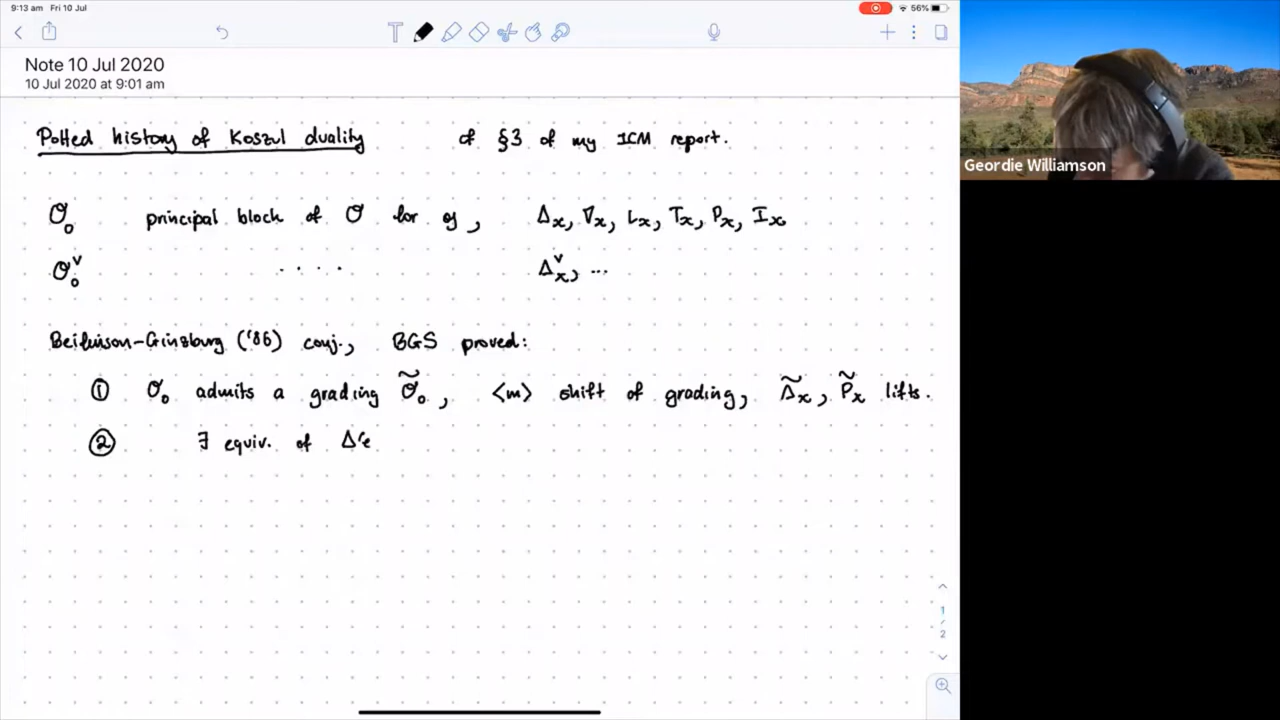 9:13 am Fri 10 Jul
56%
Note 10 Jul 2020
10 Jul 2020 at 9:01 am
Potted history of Koszul duality cf §3 of my ICM report.
𝒪₀ principal block of 𝒪 for 𝔤, Δₓ, ∇ₓ, Lₓ, Tₓ, Pₓ, Iₓ
𝒪₀^∨ .... Δₓ^∨, ...
Beilinson-Ginzburg ('86) conj., BGS proved:
① 𝒪₀ admits a grading 𝒪̃₀, <m> shift of grading, Δ̃ₓ, P̃ₓ lifts.
② ∃ equiv. of Δ'e
1
/
2
Geordie Williamson